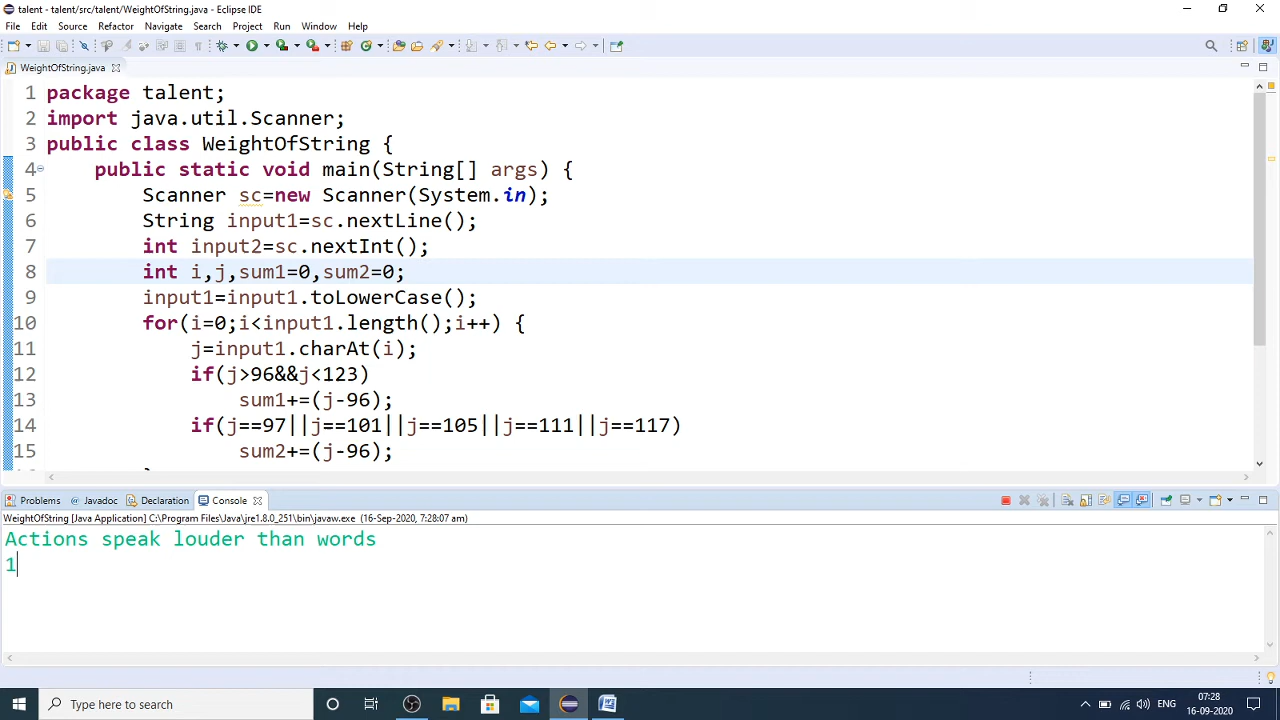 talent - talent/src/talent/WeightOfString.java - Eclipse IDE
File Edit Source Refactor Navigate Search Project Run Window Help
WeightOfString.java
1 package talent;
2 import java.util.Scanner;
3 public class WeightOfString {
4 public static void main(String[] args) {
5 Scanner sc=new Scanner(System.in);
6 String input1=sc.nextLine();
7 int input2=sc.nextInt();
8 int i,j,sum1=0,sum2=0;
9 input1=input1.toLowerCase();
10 for(i=0;i<input1.length();i++) {
11 j=input1.charAt(i);
12 if(j>96&&j<123)
13 sum1+=(j-96);
14 if(j==97||j==101||j==105||j==111||j==117)
15 sum2+=(j-96);
Problems @ Javadoc Declaration Console
WeightOfString [Java Application] C:\Program Files\Java\jre1.8.0_251\bin\javaw.exe (16-Sep-2020, 7:28:07 am)
Actions speak louder than words
1
Type here to search
ENG
07:28
16-09-2020